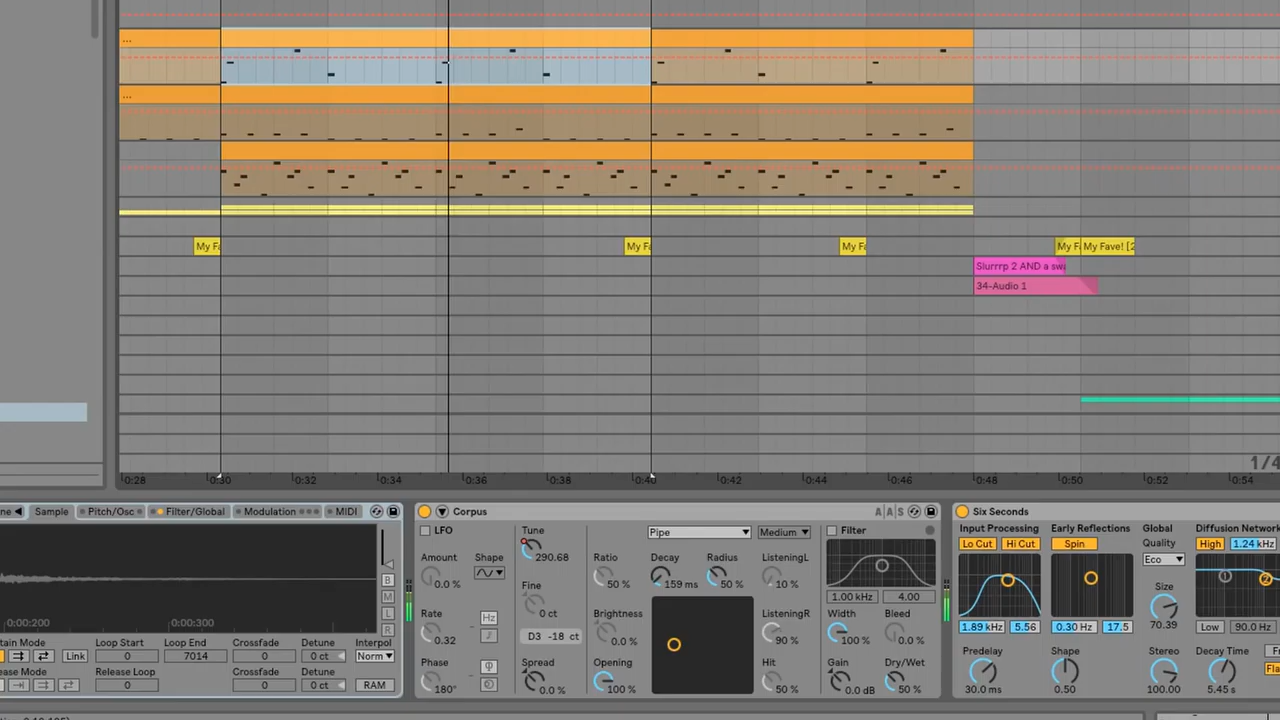 ...
...
My Fa My Fa My Fa My Fa My Fave! [2
Slurrrp 2 AND a swa
34-Audio 1
1/4
0:28 0:30 0:32 0:34 0:36 0:38 0:40 0:42 0:44 0:46 0:48 0:50 0:52 0:54
ne Sample Pitch/Osc Filter/Global Modulation MIDI
B
M
L
R
0:00:200 0:00:300
tain Mode Loop Start Loop End Crossfade Detune Interpol
Link 0 7014 0 0 ct Norm
ease Mode Release Loop Crossfade Detune
0 0 0 ct RAM
Corpus A A S
LFO Tune Pipe Medium Filter
Amount Shape 290.68 Ratio Decay Radius ListeningL
0.0 % 50 % 159 ms 50 % 10 %
Fine 1.00 kHz 4.00
Rate Hz 0 ct Brightness ListeningR Width Bleed
0.32 D3 -18 ct 0.0 % 90 % 100 % 0.0 %
Phase Spread Opening Hit Gain Dry/Wet
180° 0.0 % 100 % 50 % 0.0 dB 50 %
Six Seconds
Input Processing Early Reflections Global Diffusion Network
Lo Cut Hi Cut Spin Quality High 1.24 kHz
Eco
1 2
Size
1.89 kHz 5.56 0.30 Hz 17.5 70.39 Low 90.0 Hz
Predelay Shape Stereo Decay Time
30.0 ms 0.50 100.00 5.45 s Fla